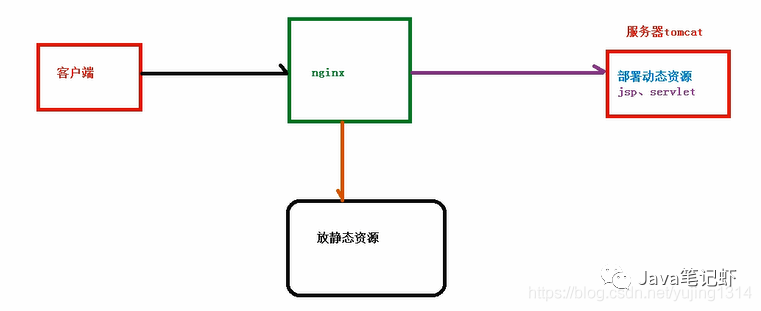 服务器tomcat
客户端
nginx
部署动态资源
jsp、servlet
放静态资源
Java笔记虾
https://blog.csdn.net/yujing1314